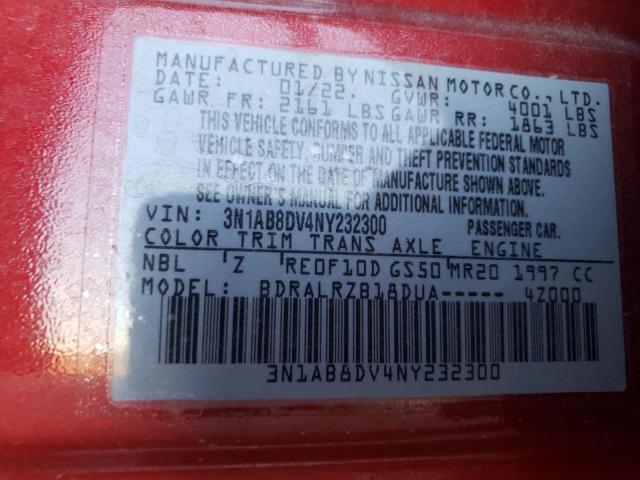 MANUFACTURED BY NISSAN MOTOR CO., LTD.
DATE: 01/22. GVWR: 4001 LBS
GAWR FR: 2161 LBS GAWR RR: 1863 LBS
THIS VEHICLE CONFORMS TO ALL APPLICABLE FEDERAL MOTOR
VEHICLE SAFETY, BUMPER AND THEFT PREVENTION STANDARDS
IN EFFECT ON THE DATE OF MANUFACTURE SHOWN ABOVE.
SEE OWNER'S MANUAL FOR ADDITIONAL INFORMATION.
VIN: 3N1AB8DV4NY232300 PASSENGER CAR.
COLOR TRIM TRANS AXLE ENGINE
NBL Z RE0F10D GS50 MR20 1997 CC
MODEL: BDRALRZB18DUA----- 4Z000
3N1AB8DV4NY232300